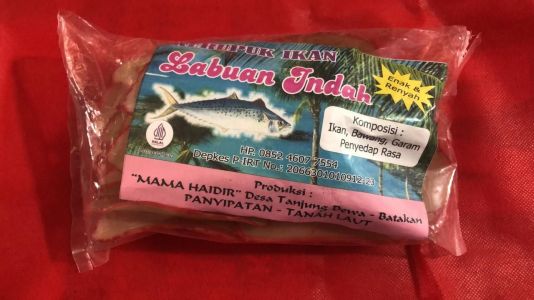 KERUPUK IKAN
Labuan Indah
Enak &
Renyah
Komposisi :
Ikan, Bawang, Garam
Penyedap Rasa
HALAL
HP. 0852 4607 7554
Depkes P-IRT No.: 2066301010912-23
Produksi :
"MAMA HAIDIR" Desa Tanjung Dewa - Batakan
PANYIPATAN - TANAH LAUT